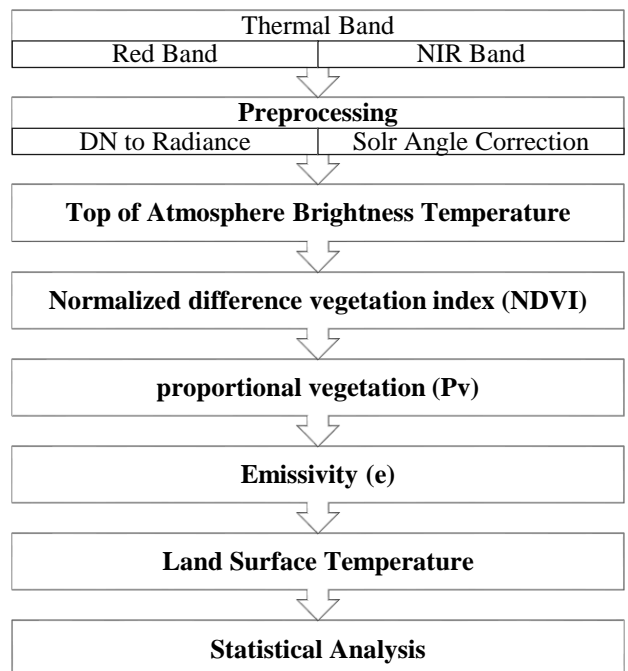 Thermal Band
Red Band NIR Band
Preprocessing
DN to Radiance Solr Angle Correction
Top of Atmosphere Brightness Temperature
Normalized difference vegetation index (NDVI)
proportional vegetation (Pv)
Emissivity (e)
Land Surface Temperature
Statistical Analysis